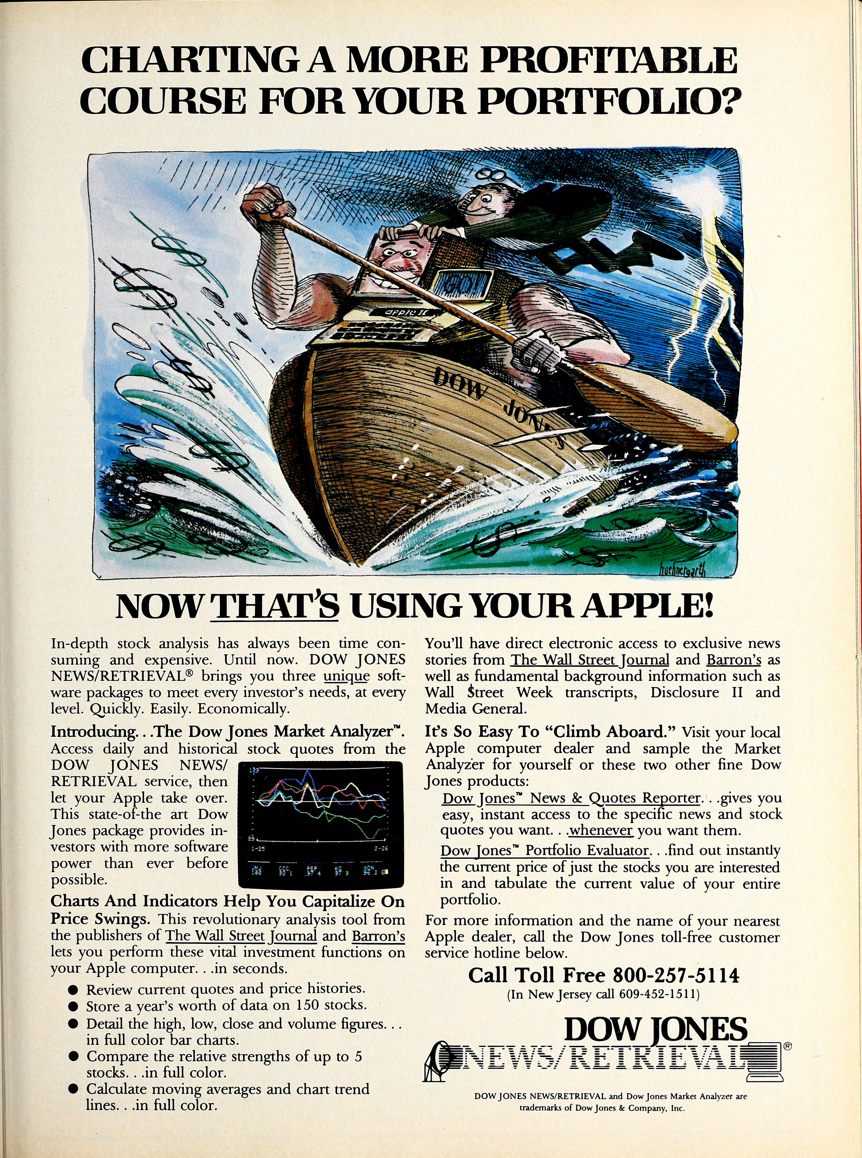 CHARTING A MORE PROFITABLE
COURSE FOR YOUR PORTFOLIO?
GO!
apple II
DOW JONES
huehnergarth
NOW THAT'S USING YOUR APPLE!
In-depth stock analysis has always been time con-
suming and expensive. Until now. DOW JONES
NEWS/RETRIEVAL® brings you three unique soft-
ware packages to meet every investor's needs, at every
level. Quickly. Easily. Economically.
Introducing. . .The Dow Jones Market Analyzer™.
Access daily and historical stock quotes from the
DOW JONES NEWS/
RETRIEVAL service, then
let your Apple take over.
This state-of-the art Dow
Jones package provides in-
vestors with more software
power than ever before
possible.
89
1-25 2-26
Charts And Indicators Help You Capitalize On
Price Swings. This revolutionary analysis tool from
the publishers of The Wall Street Journal and Barron's
lets you perform these vital investment functions on
your Apple computer. . .in seconds.
● Review current quotes and price histories.
● Store a year's worth of data on 150 stocks.
● Detail the high, low, close and volume figures. . .
in full color bar charts.
● Compare the relative strengths of up to 5
stocks. . .in full color.
● Calculate moving averages and chart trend
lines. . .in full color.
You'll have direct electronic access to exclusive news
stories from The Wall Street Journal and Barron's as
well as fundamental background information such as
Wall $treet Week transcripts, Disclosure II and
Media General.
It's So Easy To “Climb Aboard.” Visit your local
Apple computer dealer and sample the Market
Analyzer for yourself or these two other fine Dow
Jones products:
Dow Jones™ News & Quotes Reporter. . .gives you
easy, instant access to the specific news and stock
quotes you want. . .whenever you want them.
Dow Jones™ Portfolio Evaluator. . .find out instantly
the current price of just the stocks you are interested
in and tabulate the current value of your entire
portfolio.
For more information and the name of your nearest
Apple dealer, call the Dow Jones toll-free customer
service hotline below.
Call Toll Free 800-257-5114
(In New Jersey call 609-452-1511)
DOW JONES
NEWS/RETRIEVAL®
DOW JONES NEWS/RETRIEVAL and Dow Jones Market Analyzer are
trademarks of Dow Jones & Company, Inc.